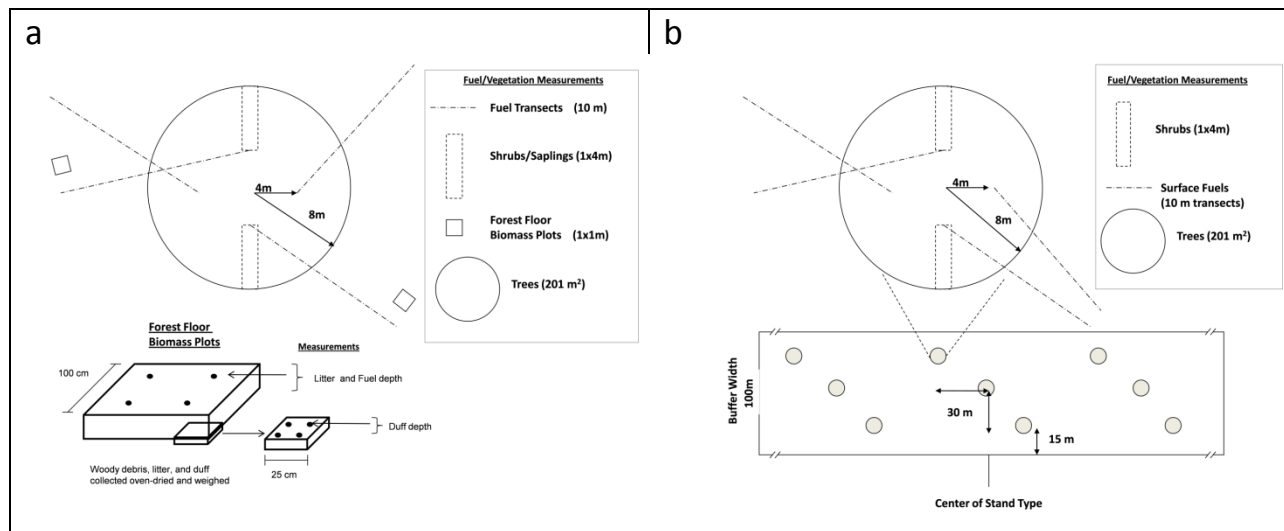 a
Fuel/Vegetation Measurements
Fuel Transects (10 m)
Shrubs/Saplings (1x4m)
Forest Floor
Biomass Plots (1x1m)
Trees (201 m²)
4m
8m
Forest Floor
Biomass Plots
Measurements
100 cm
Litter and Fuel depth
Duff depth
25 cm
Woody debris, litter, and duff
collected oven-dried and weighed
b
Fuel/Vegetation Measurements
Shrubs (1x4m)
Surface Fuels
(10 m transects)
Trees (201 m²)
4m
8m
Buffer Width
100m
30 m
15 m
Center of Stand Type